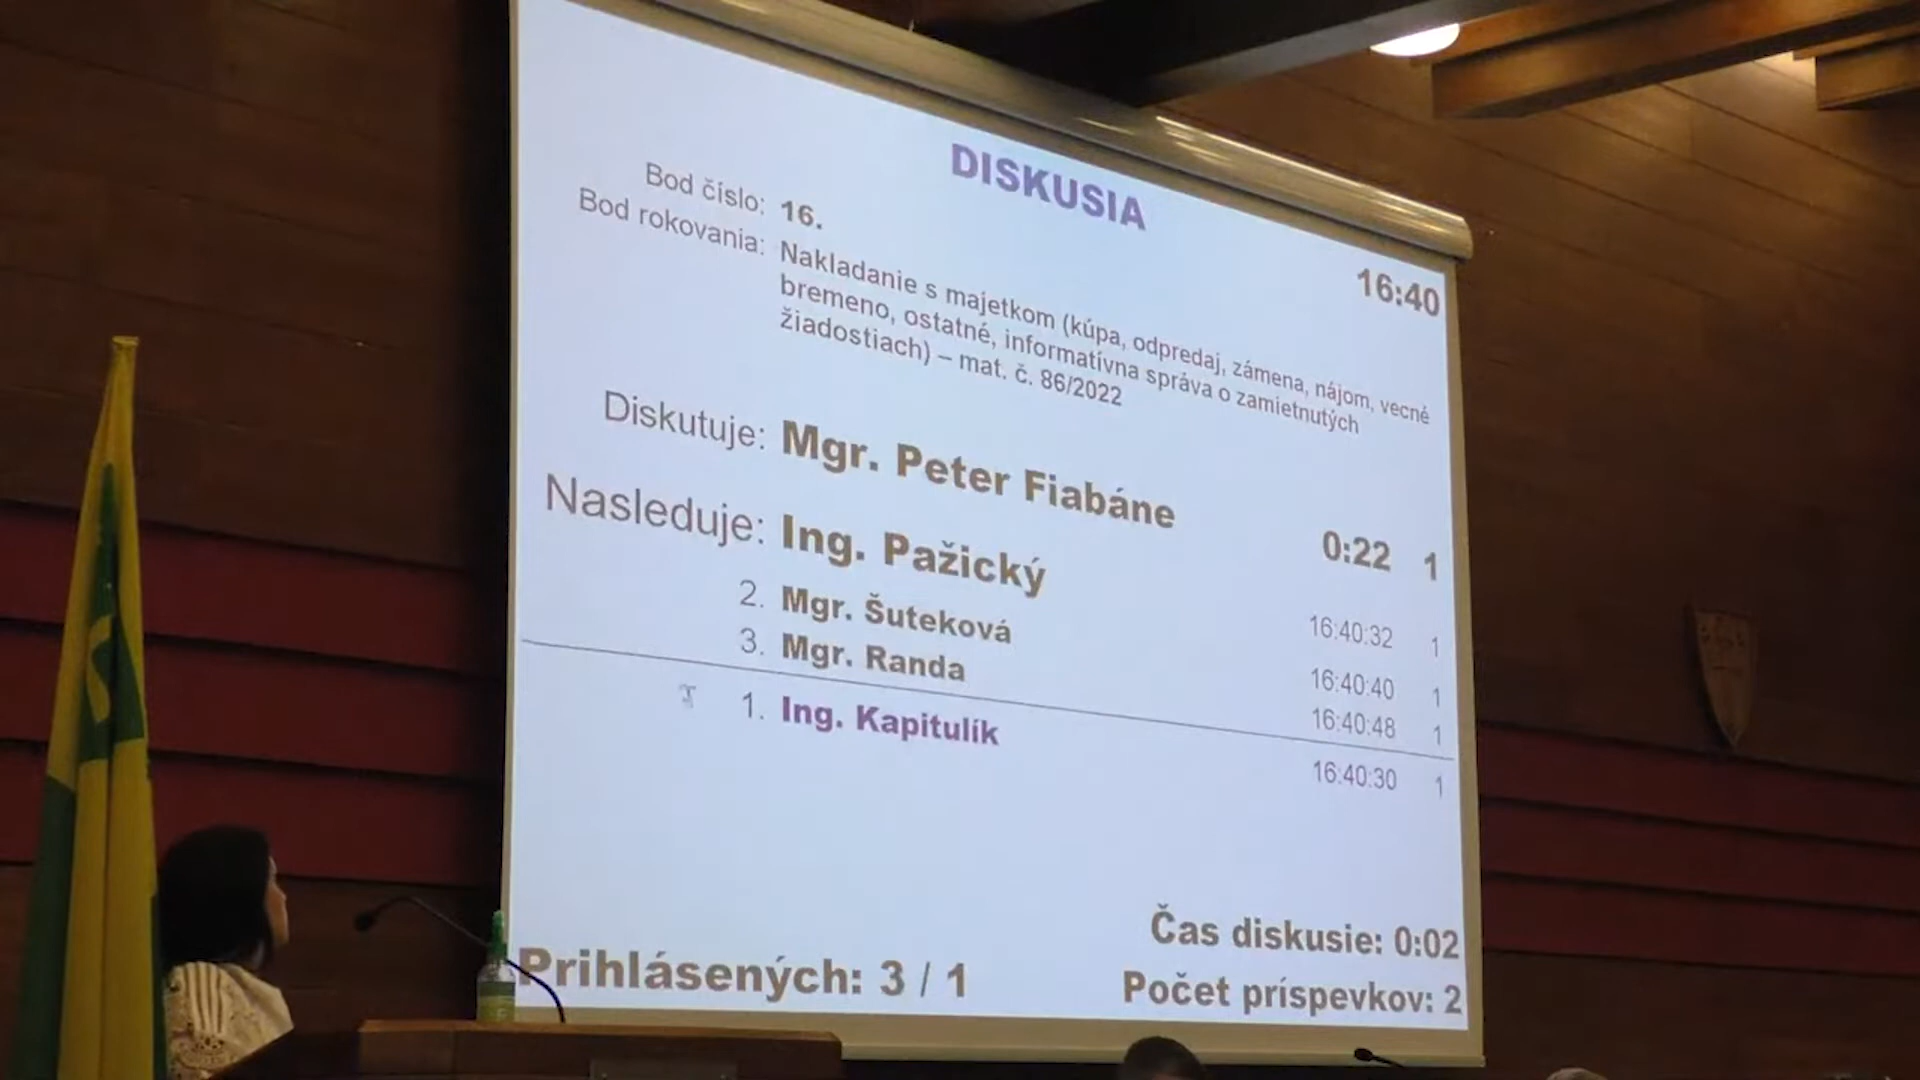 DISKUSIA
16:40
Bod číslo: 16.
Bod rokovania: Nakladanie s majetkom (kúpa, odpredaj, zámena, nájom, vecné
bremeno, ostatné, informatívna správa o zamietnutých
žiadostiach) – mat. č. 86/2022
Diskutuje: Mgr. Peter Fiabáne 0:22 1
Nasleduje: Ing. Pažický 16:40:32 1
2. Mgr. Šuteková 16:40:40 1
3. Mgr. Randa 16:40:48 1
1. Ing. Kapitulík 16:40:30 1
Čas diskusie: 0:02
Prihlásených: 3 / 1
Počet príspevkov: 2